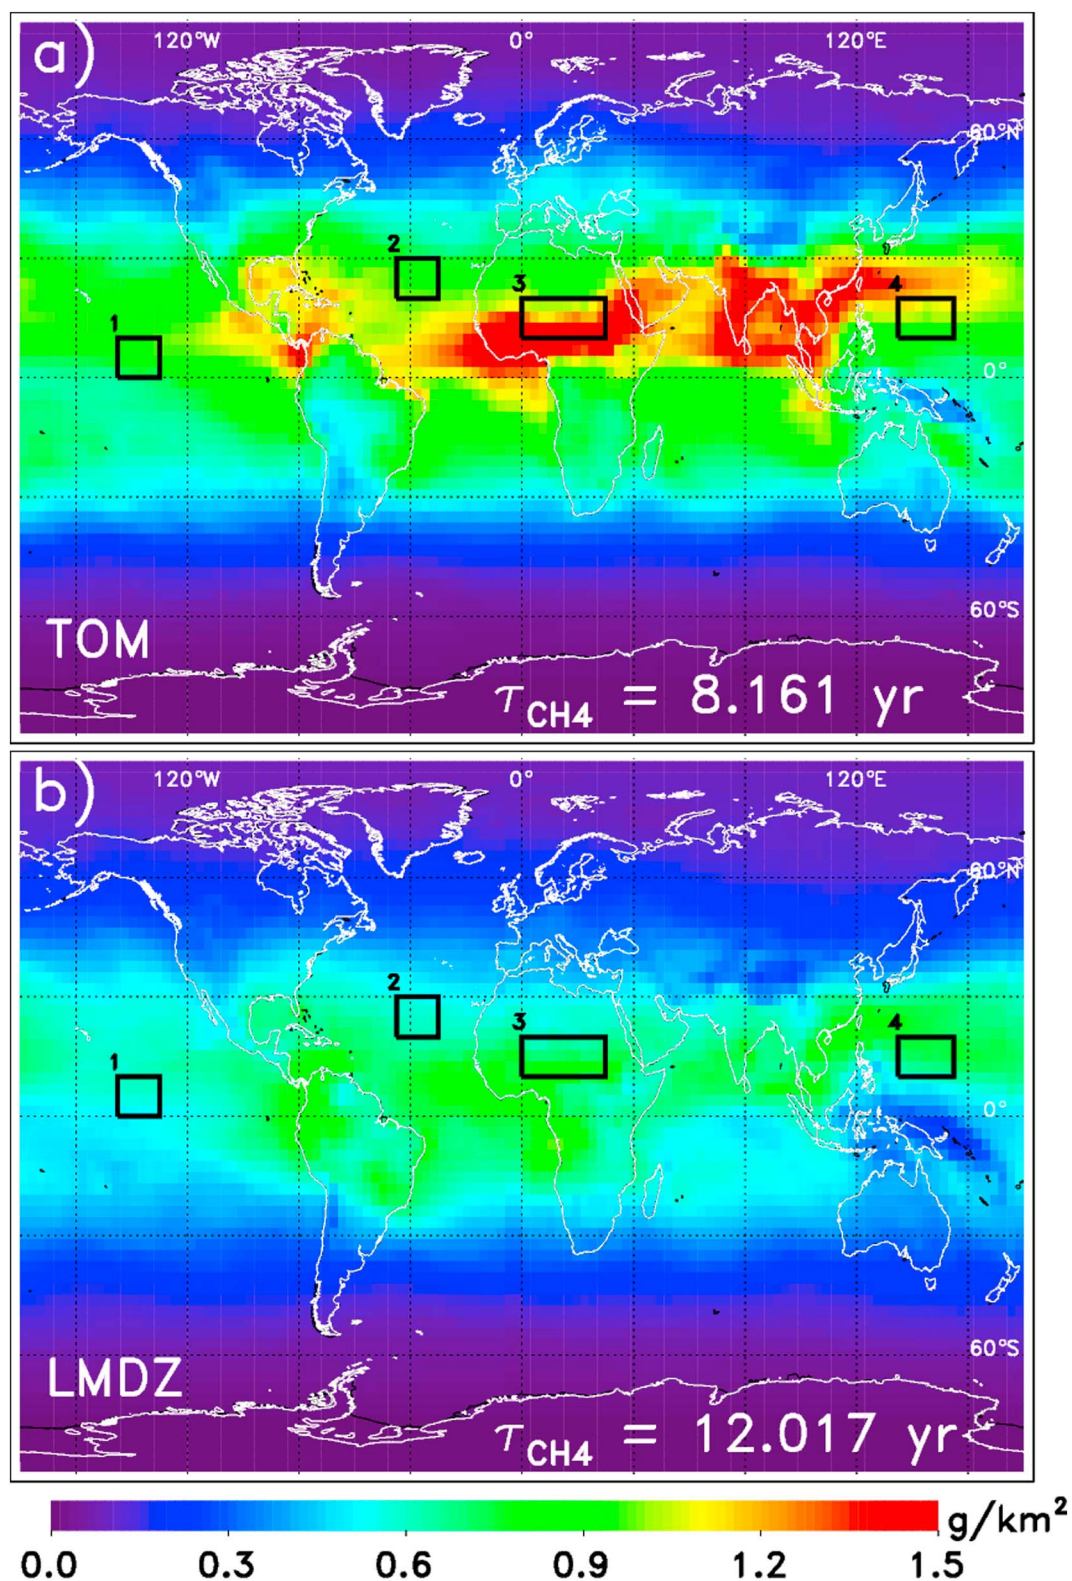 a)
120°W 0° 120°E
60°N
2
3
4
1
0°
60°S
TOM
τCH4 = 8.161 yr
b)
120°W 0° 120°E
60°N
2
3
4
1
0°
60°S
LMDZ
τCH4 = 12.017 yr
g/km²
0.0 0.3 0.6 0.9 1.2 1.5